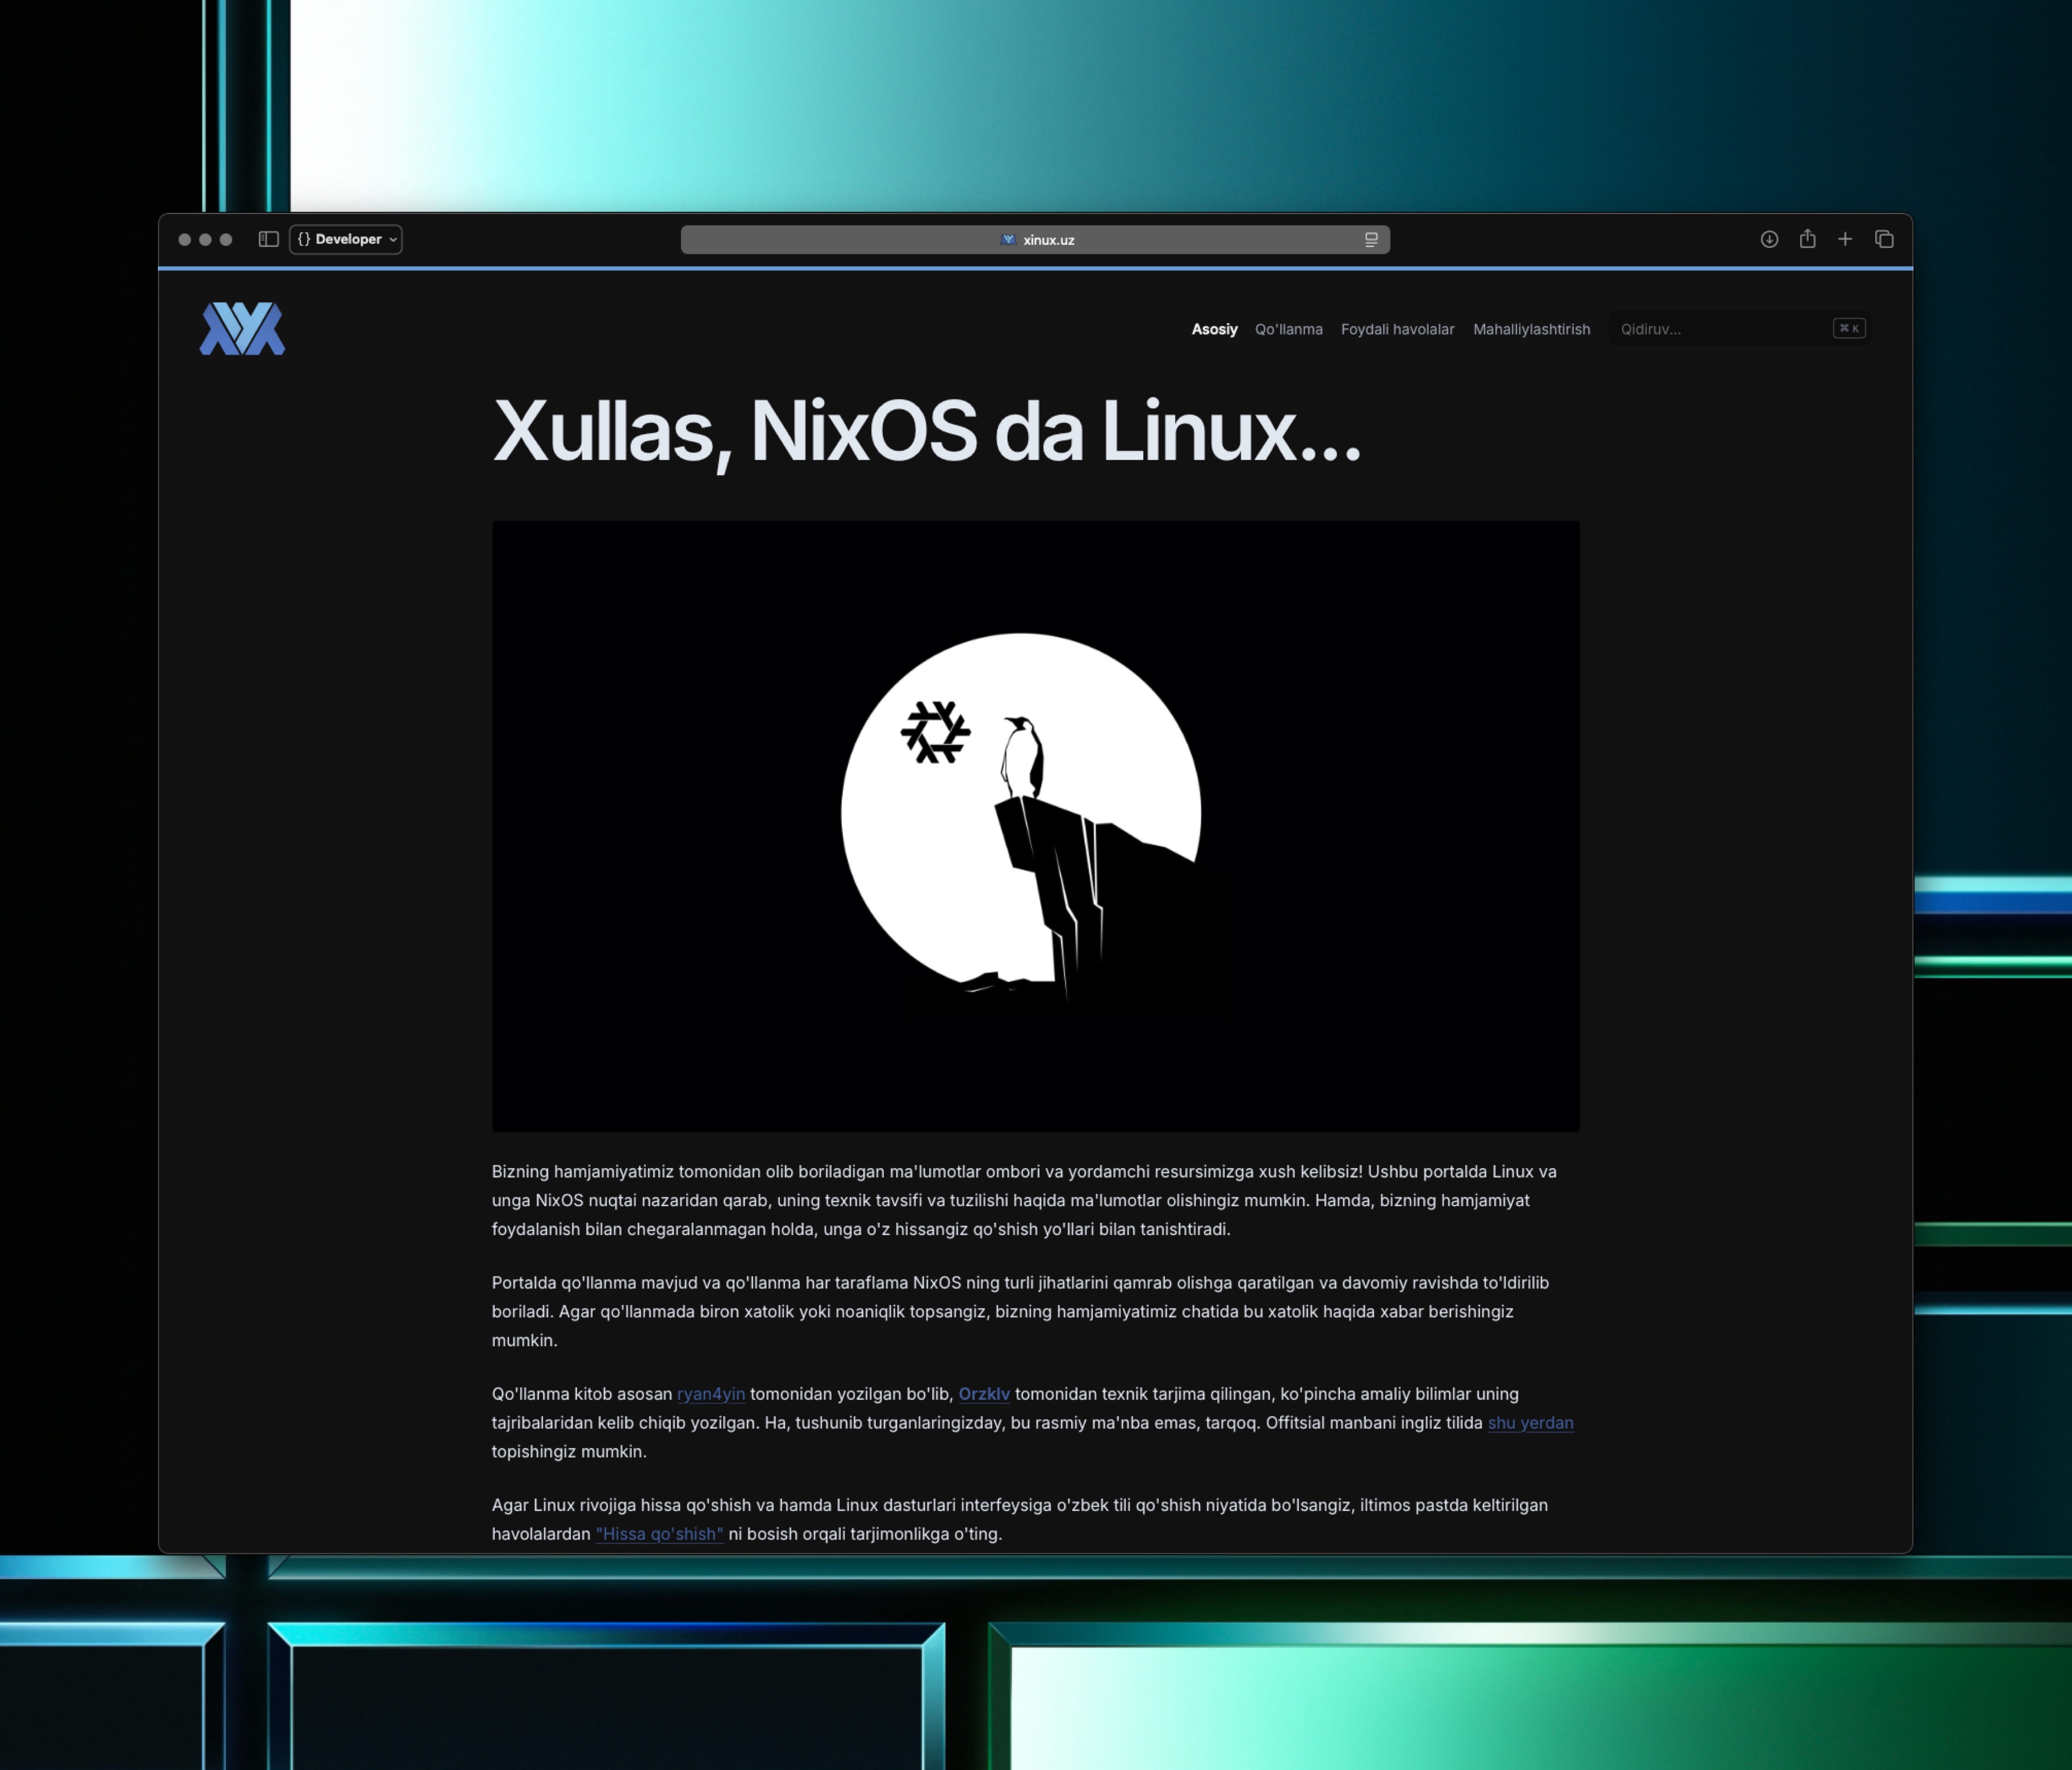 {} Developer
xinux.uz
Asosiy Qo'llanma Foydali havolalar Mahalliylashtirish Qidiruv... ⌘ K
Xullas, NixOS da Linux...
Bizning hamjamiyatimiz tomonidan olib boriladigan ma'lumotlar ombori va yordamchi resursimizga xush kelibsiz! Ushbu portalda Linux va
unga NixOS nuqtai nazaridan qarab, uning texnik tavsifi va tuzilishi haqida ma'lumotlar olishingiz mumkin. Hamda, bizning hamjamiyat
foydalanish bilan chegaralanmagan holda, unga o'z hissangiz qo'shish yo'llari bilan tanishtiradi.
Portalda qo'llanma mavjud va qo'llanma har taraflama NixOS ning turli jihatlarini qamrab olishga qaratilgan va davomiy ravishda to'ldirilib
boriladi. Agar qo'llanmada biron xatolik yoki noaniqlik topsangiz, bizning hamjamiyatimiz chatida bu xatolik haqida xabar berishingiz
mumkin.
Qo'llanma kitob asosan ryan4yin tomonidan yozilgan bo'lib, Orzklv tomonidan texnik tarjima qilingan, ko'pincha amaliy bilimlar uning
tajribalaridan kelib chiqib yozilgan. Ha, tushunib turganlaringizday, bu rasmiy ma'nba emas, tarqoq. Offitsial manbani ingliz tilida shu yerdan
topishingiz mumkin.
Agar Linux rivojiga hissa qo'shish va hamda Linux dasturlari interfeysiga o'zbek tili qo'shish niyatida bo'lsangiz, iltimos pastda keltirilgan
havolalardan "Hissa qo'shish" ni bosish orqali tarjimonlikga o'ting.